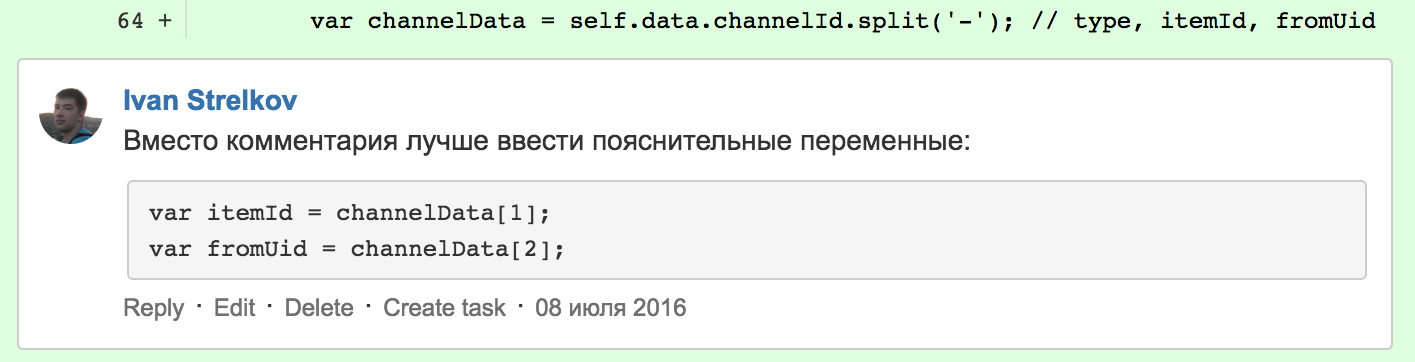 64 + var channelData = self.data.channelId.split('-'); // type, itemId, fromUid
Ivan Strelkov
Вместо комментария лучше ввести пояснительные переменные:
var itemId = channelData[1];
var fromUid = channelData[2];
Reply · Edit · Delete · Create task · 08 июля 2016